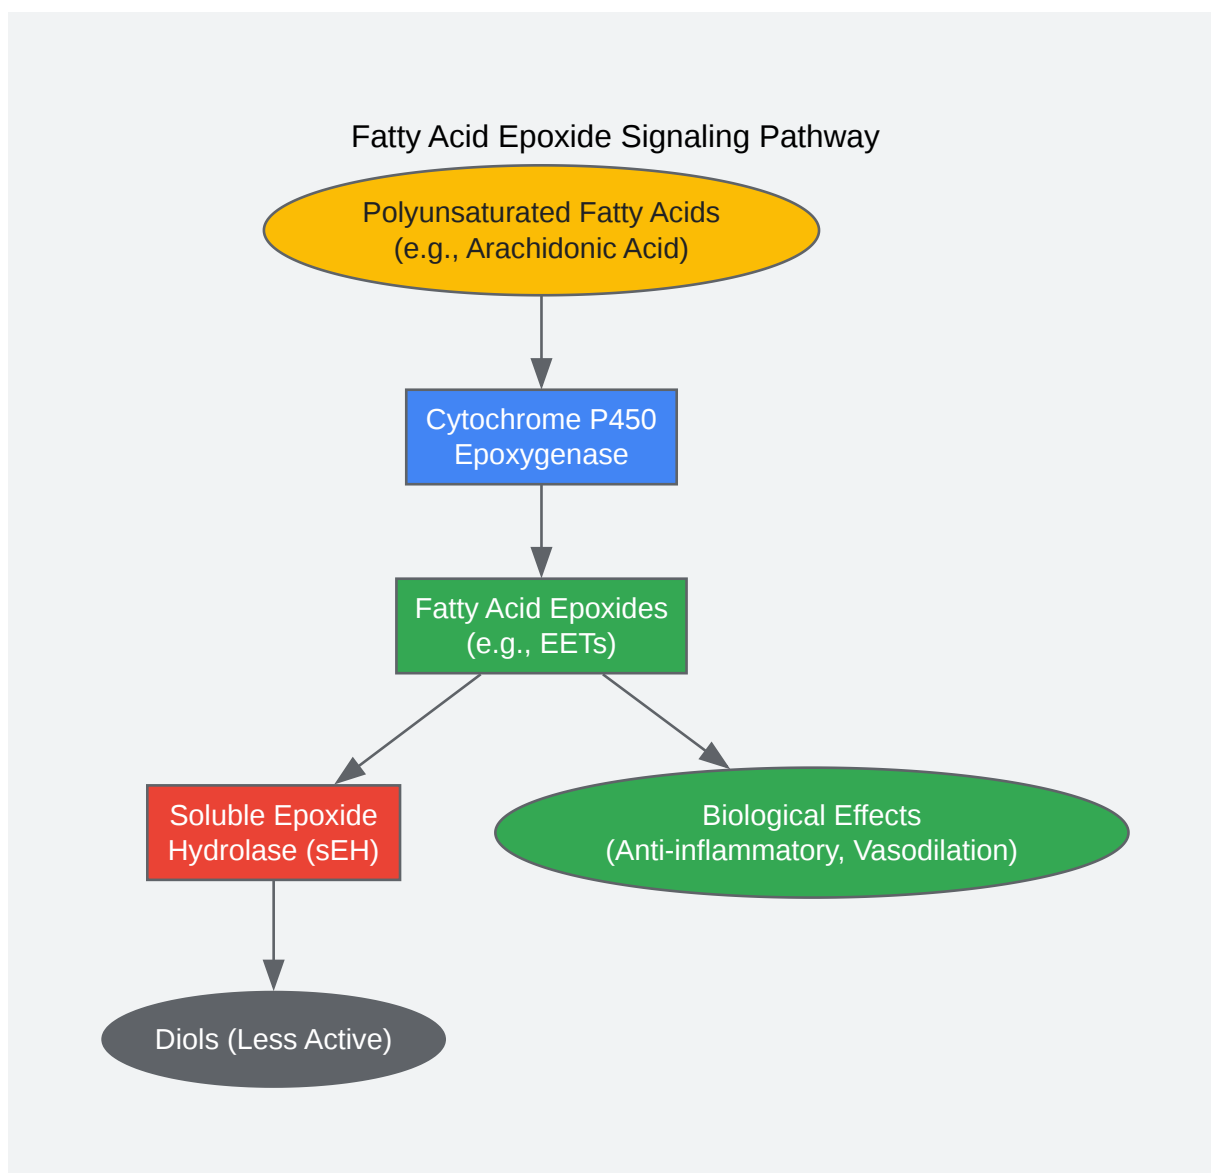 Fatty Acid Epoxide Signaling Pathway
Polyunsaturated Fatty Acids
(e.g., Arachidonic Acid)
Cytochrome P450
Epoxygenase
Fatty Acid Epoxides
(e.g., EETs)
Soluble Epoxide
Hydrolase (sEH)
Biological Effects
(Anti-inflammatory, Vasodilation)
Diols (Less Active)